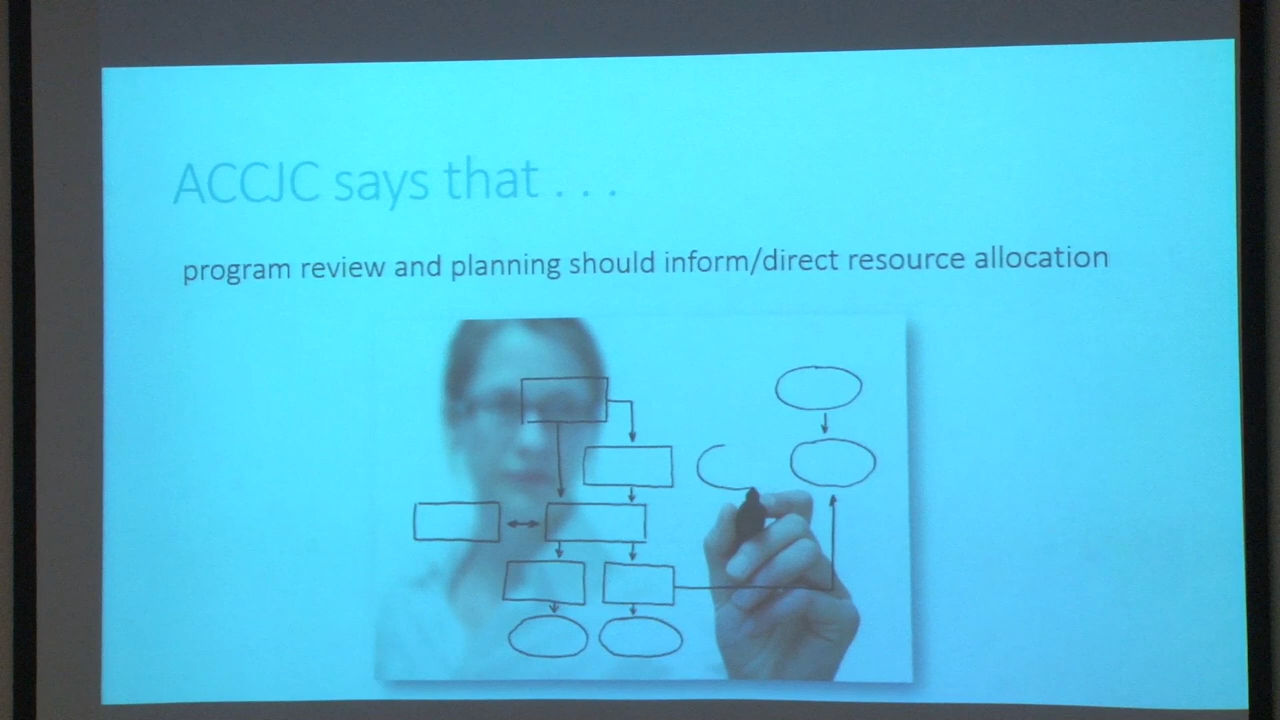 ACCJC says that . . .
program review and planning should inform/direct resource allocation